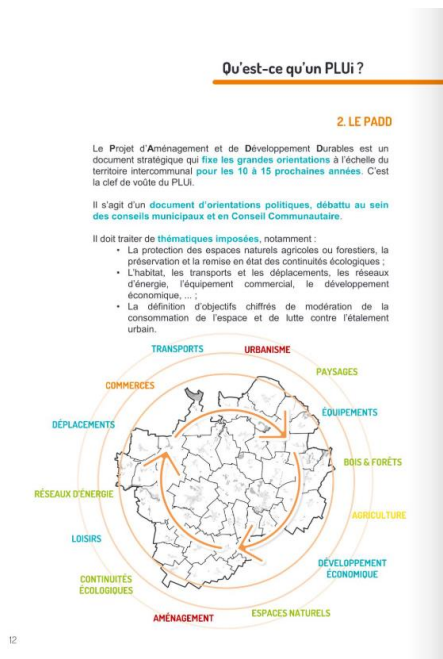 Qu'est-ce qu'un PLUi ?
2. LE PADD
Le Projet d'Aménagement et de Développement Durables est un
document stratégique qui fixe les grandes orientations à l'échelle du
territoire intercommunal pour les 10 à 15 prochaines années. C'est
la clef de voûte du PLUi.
Il s'agit d'un document d'orientations politiques, débattu au sein
des conseils municipaux et en Conseil Communautaire.
Il doit traiter de thématiques imposées, notamment :
• La protection des espaces naturels agricoles ou forestiers, la
préservation et la remise en état des continuités écologiques ;
• L'habitat, les transports et les déplacements, les réseaux
d'énergie, l'équipement commercial, le développement
économique, ... ;
• La définition d'objectifs chiffrés de modération de la
consommation de l'espace et de lutte contre l'étalement
urbain.
TRANSPORTS
URBANISME
PAYSAGES
COMMERCES
ÉQUIPEMENTS
DÉPLACEMENTS
BOIS & FORÊTS
RÉSEAUX D'ÉNERGIE
AGRICULTURE
LOISIRS
DÉVELOPPEMENT
ÉCONOMIQUE
CONTINUITÉS
ÉCOLOGIQUES
ESPACES NATURELS
AMÉNAGEMENT
12